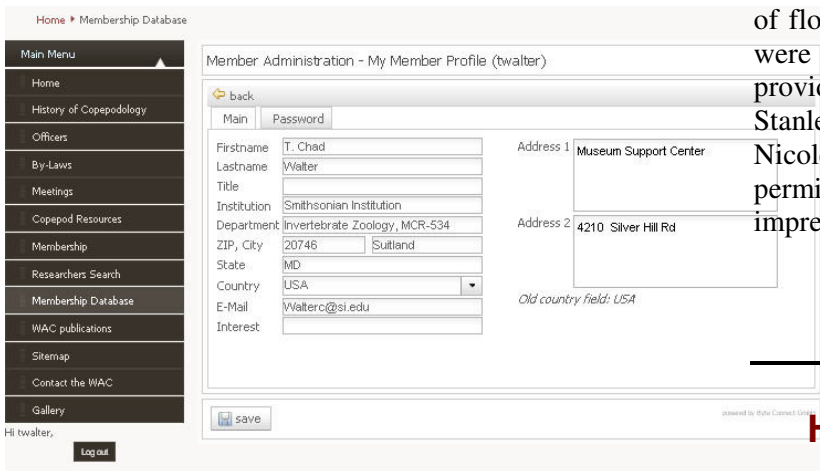 Home Membership Database
Main Menu
Home
History of Copepodology
Officers
By-Laws
Meetings
Copepod Resources
Membership
Researchers Search
Membership Database
WAC publications
Sitemap
Contact the WAC
Gallery
Hi twalter,
Log out
Member Administration - My Member Profile (twalter)
back
Main Password
Firstname T. Chad
Lastname Walter
Title
Institution Smithsonian Institution
Department Invertebrate Zoology, MCR-534
ZIP, City 20746 Suitland
State MD
Country USA
E-Mail Walterc@si.edu
Interest
Address 1 Museum Support Center
Address 2 4210 Silver Hill Rd
Old country field: USA
save
powered by Byte Connect
of flo
were
provi
Stanle
Nicol
permi
impre
H